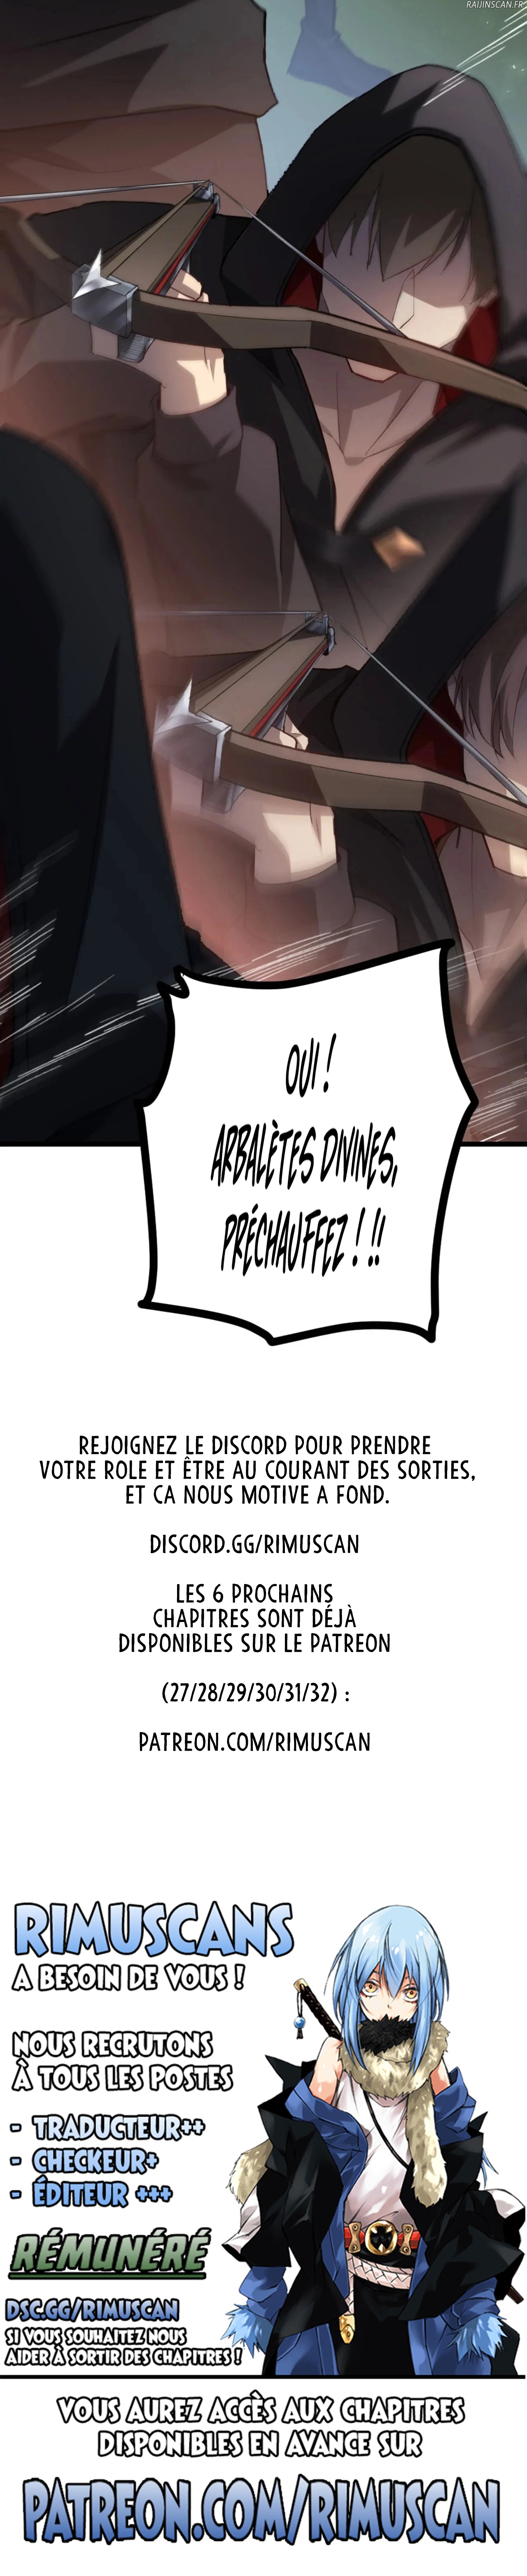 RAIJINSCAN.FR
OUI !
ARBALÈTES DIVINES,
PRÉCHAUFFEZ ! !!
REJOIGNEZ LE DISCORD POUR PRENDRE
VOTRE ROLE ET ÊTRE AU COURANT DES SORTIES,
ET CA NOUS MOTIVE A FOND.
DISCORD.GG/RIMUSCAN
LES 6 PROCHAINS
CHAPITRES SONT DÉJÀ
DISPONIBLES SUR LE PATREON
(27/28/29/30/31/32) :
PATREON.COM/RIMUSCAN
RIMUSCANS
A BESOIN DE VOUS !
NOUS RECRUTONS
À TOUS LES POSTES
- TRADUCTEUR++
- CHECKEUR+
- ÉDITEUR +++
RÉMUNÉRÉ
DSC.GG/RIMUSCAN
SI VOUS SOUHAITEZ NOUS
AIDER À SORTIR DES CHAPITRES !
VOUS AUREZ ACCÈS AUX CHAPITRES
DISPONIBLES EN AVANCE SUR
PATREON.COM/RIMUSCAN